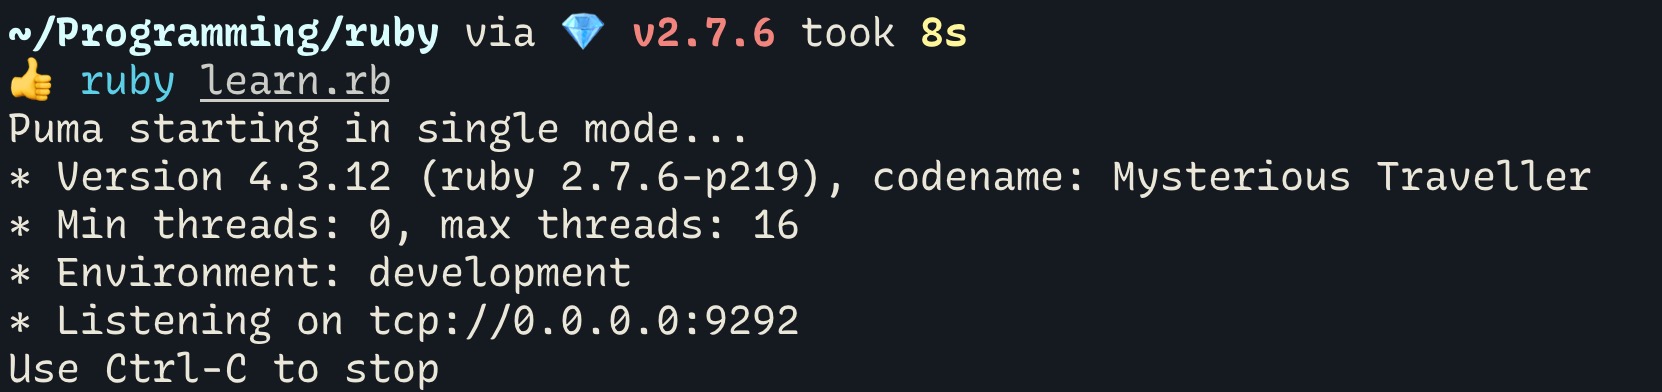 ~/Programming/ruby via 💎 v2.7.6 took 8s
👍 ruby learn.rb
Puma starting in single mode...
* Version 4.3.12 (ruby 2.7.6-p219), codename: Mysterious Traveller
* Min threads: 0, max threads: 16
* Environment: development
* Listening on tcp://0.0.0.0:9292
Use Ctrl-C to stop